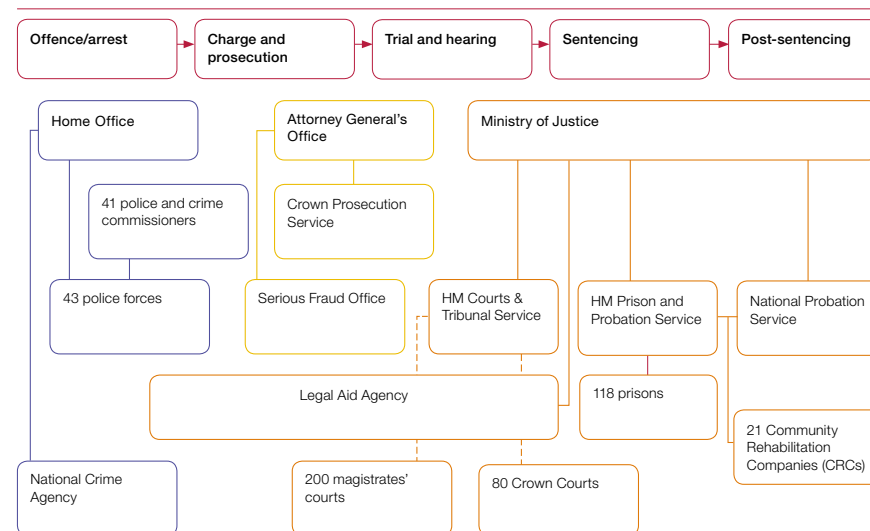 Offence/arrest
Charge and
prosecution
Trial and hearing
Sentencing
Post-sentencing
Home Office
Attorney General's
Office
Ministry of Justice
41 police and crime
commissioners
Crown Prosecution
Service
43 police forces
Serious Fraud Office
HM Courts &
Tribunal Service
HM Prison and
Probation Service
National Probation
Service
Legal Aid Agency
118 prisons
21 Community
Rehabilitation
Companies (CRCs)
National Crime
Agency
200 magistrates'
courts
80 Crown Courts